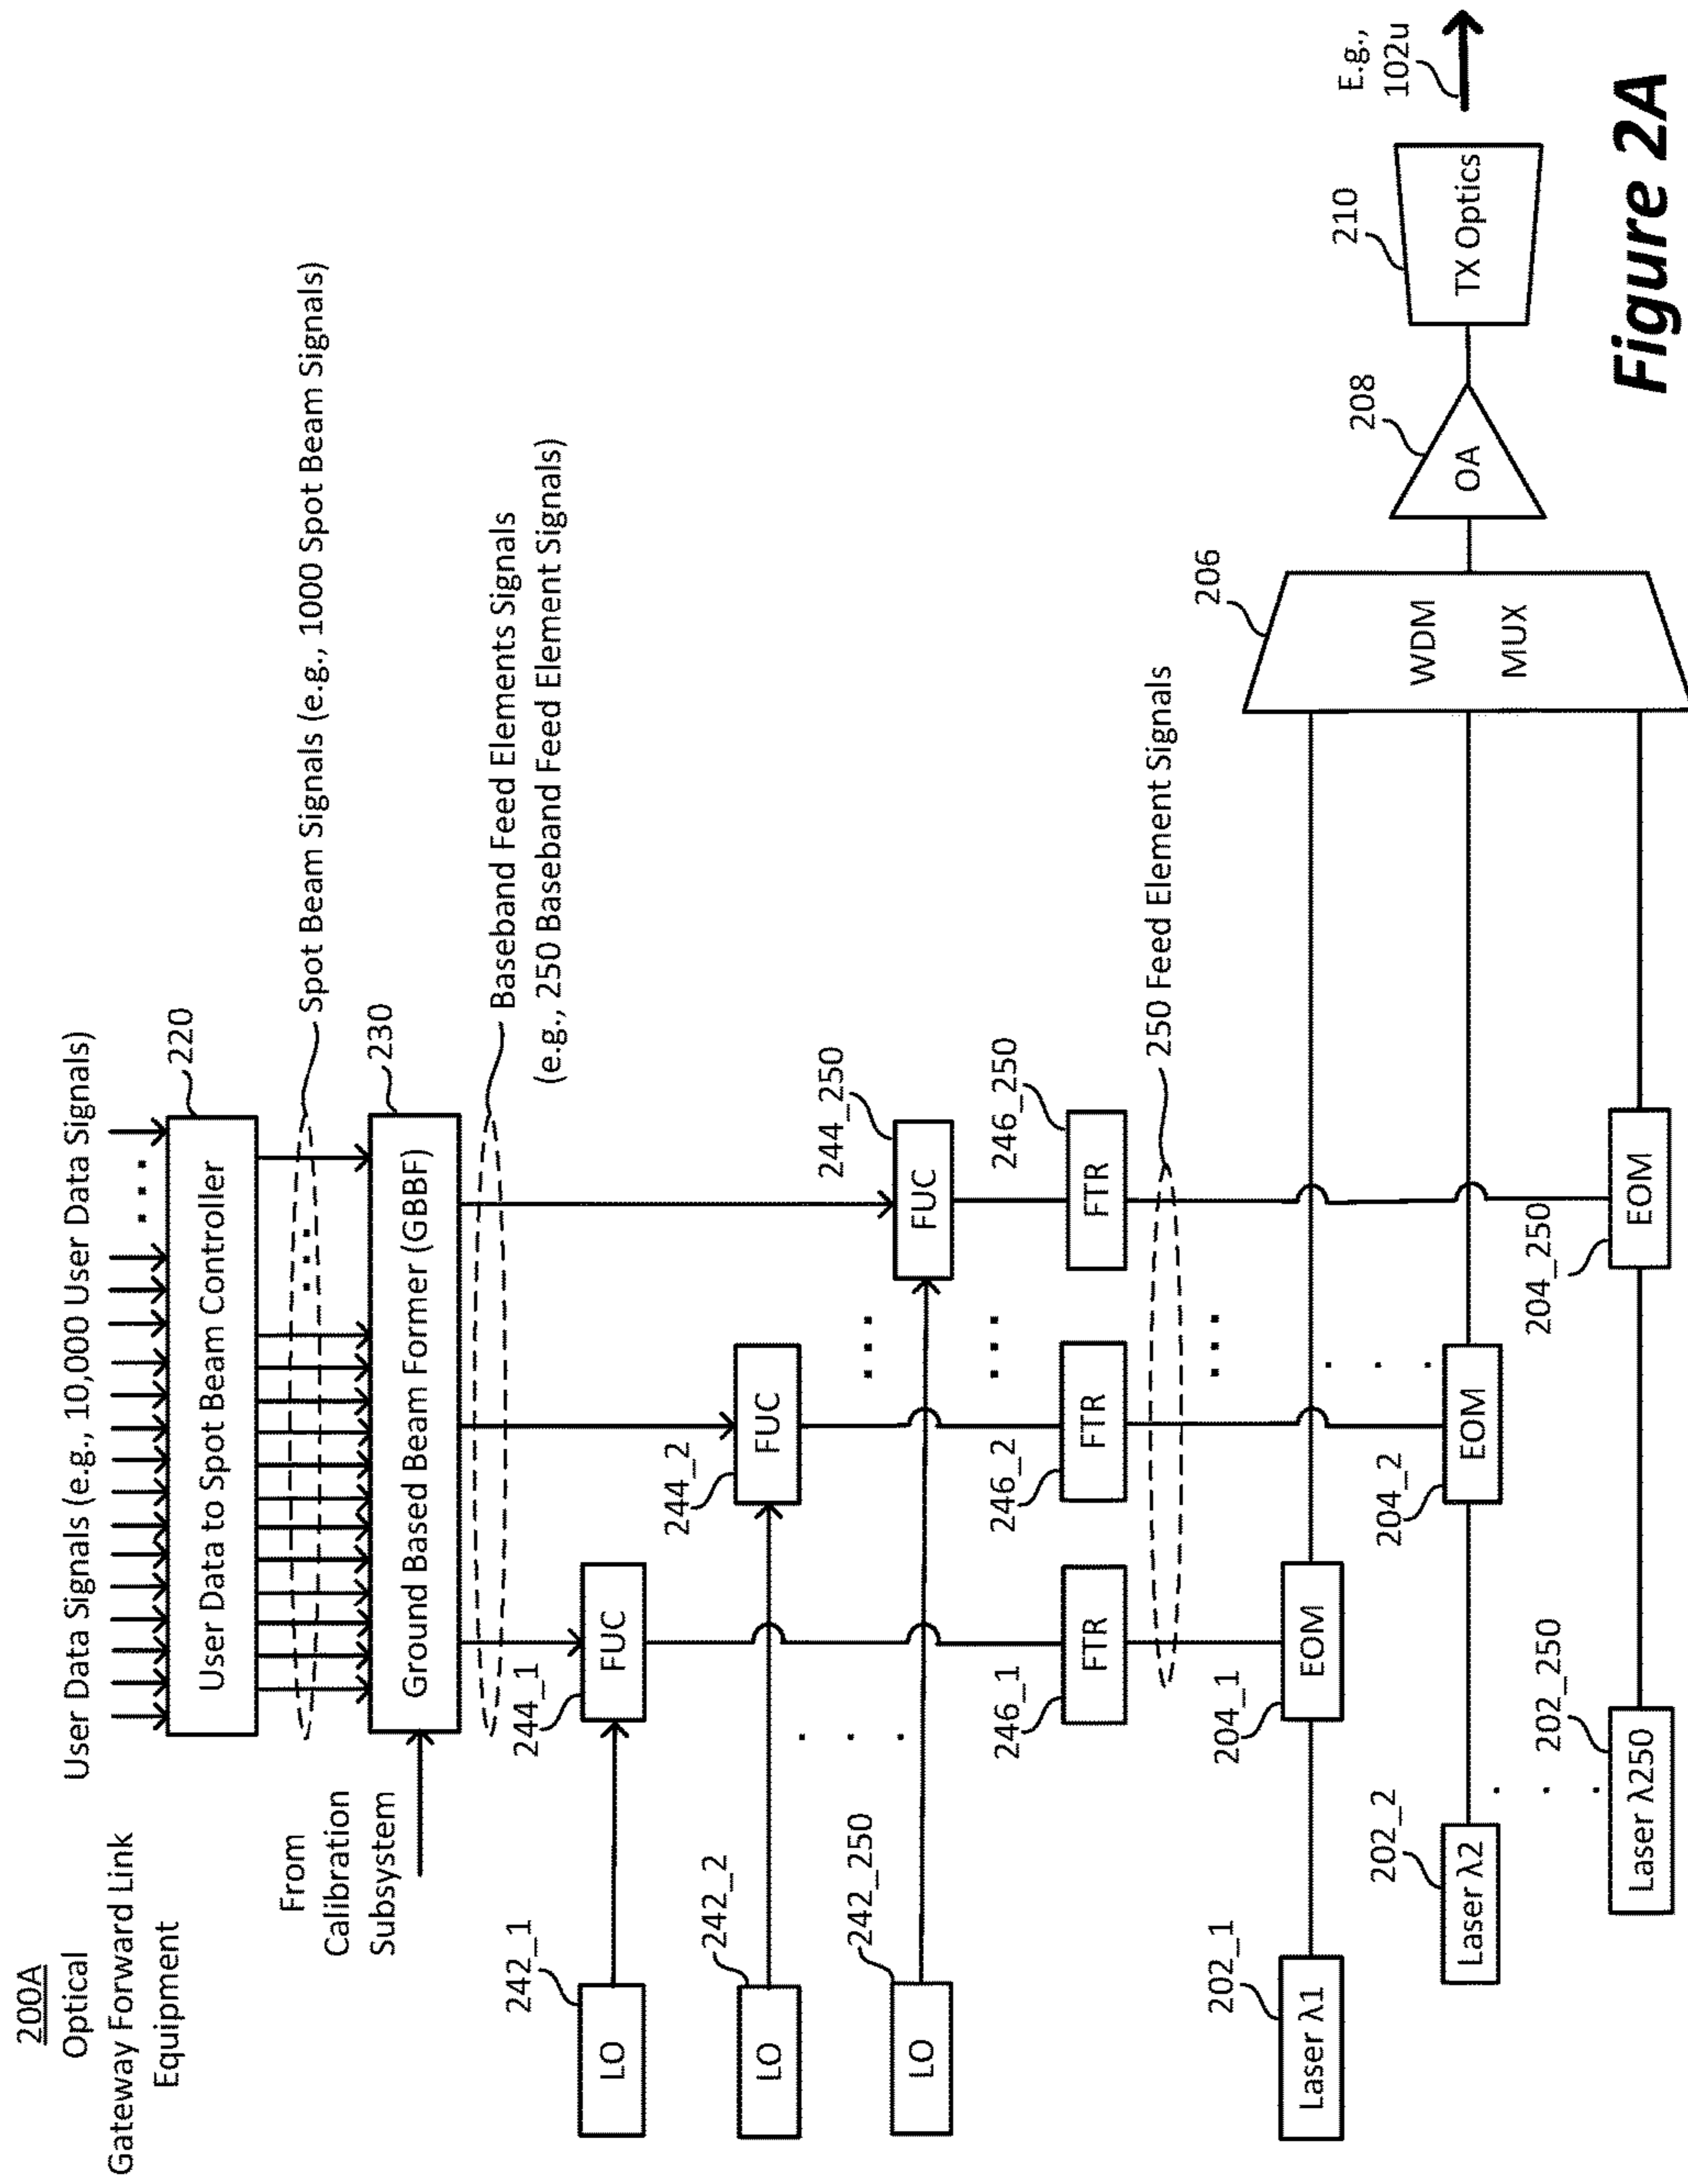 200A
Optical
Gateway Forward Link
Equipment
User Data Signals (e.g., 10,000 User Data Signals)
220
User Data to Spot Beam Controller
Spot Beam Signals (e.g., 1000 Spot Beam Signals)
From
Calibration
Subsystem
230
Ground Based Beam Former (GBBF)
Baseband Feed Elements Signals
(e.g., 250 Baseband Feed Element Signals)
242_1
LO
244_1
FUC
242_2
LO
244_2
FUC
242_250
LO
244_250
FUC
246_1
FTR
246_2
FTR
246_250
FTR
250 Feed Element Signals
202_1
Laser λ1
204_1
EOM
202_2
Laser λ2
204_2
EOM
202_250
Laser λ250
204_250
EOM
206
WDM
MUX
208
OA
210
TX Optics
E.g.,
102u
Figure 2A